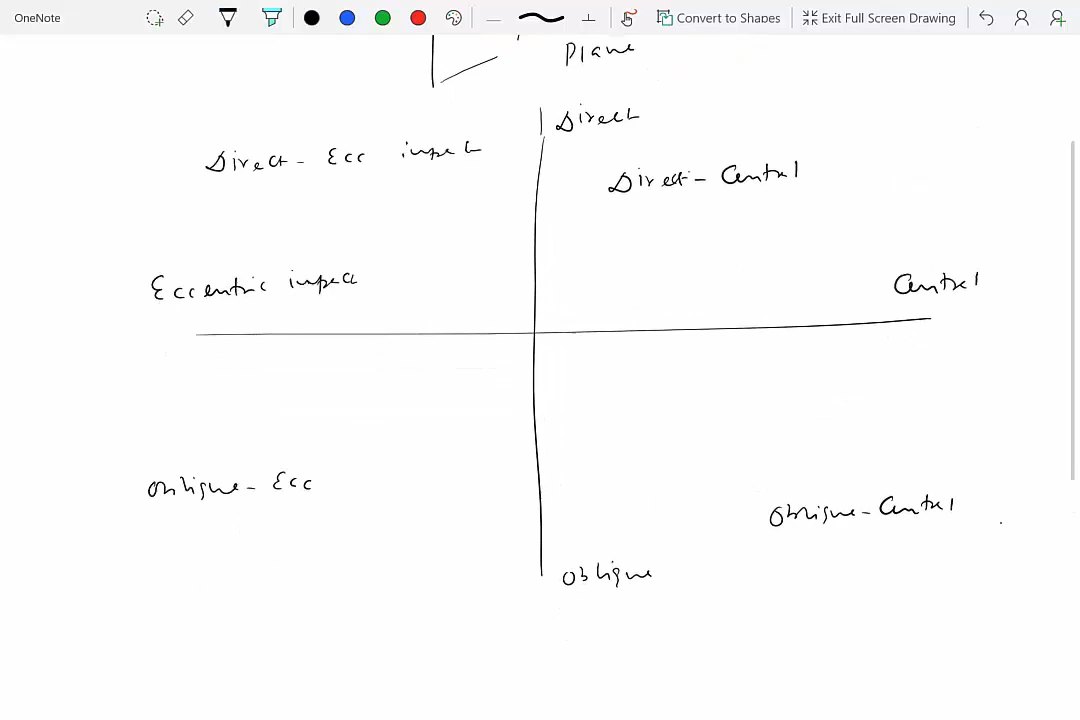 OneNote
Convert to Shapes
Exit Full Screen Drawing
Plane
Direct
Direct - Ecc impact
Direct - Central
Eccentric impact
Central
Oblique - Ecc
Oblique - Central
Oblique